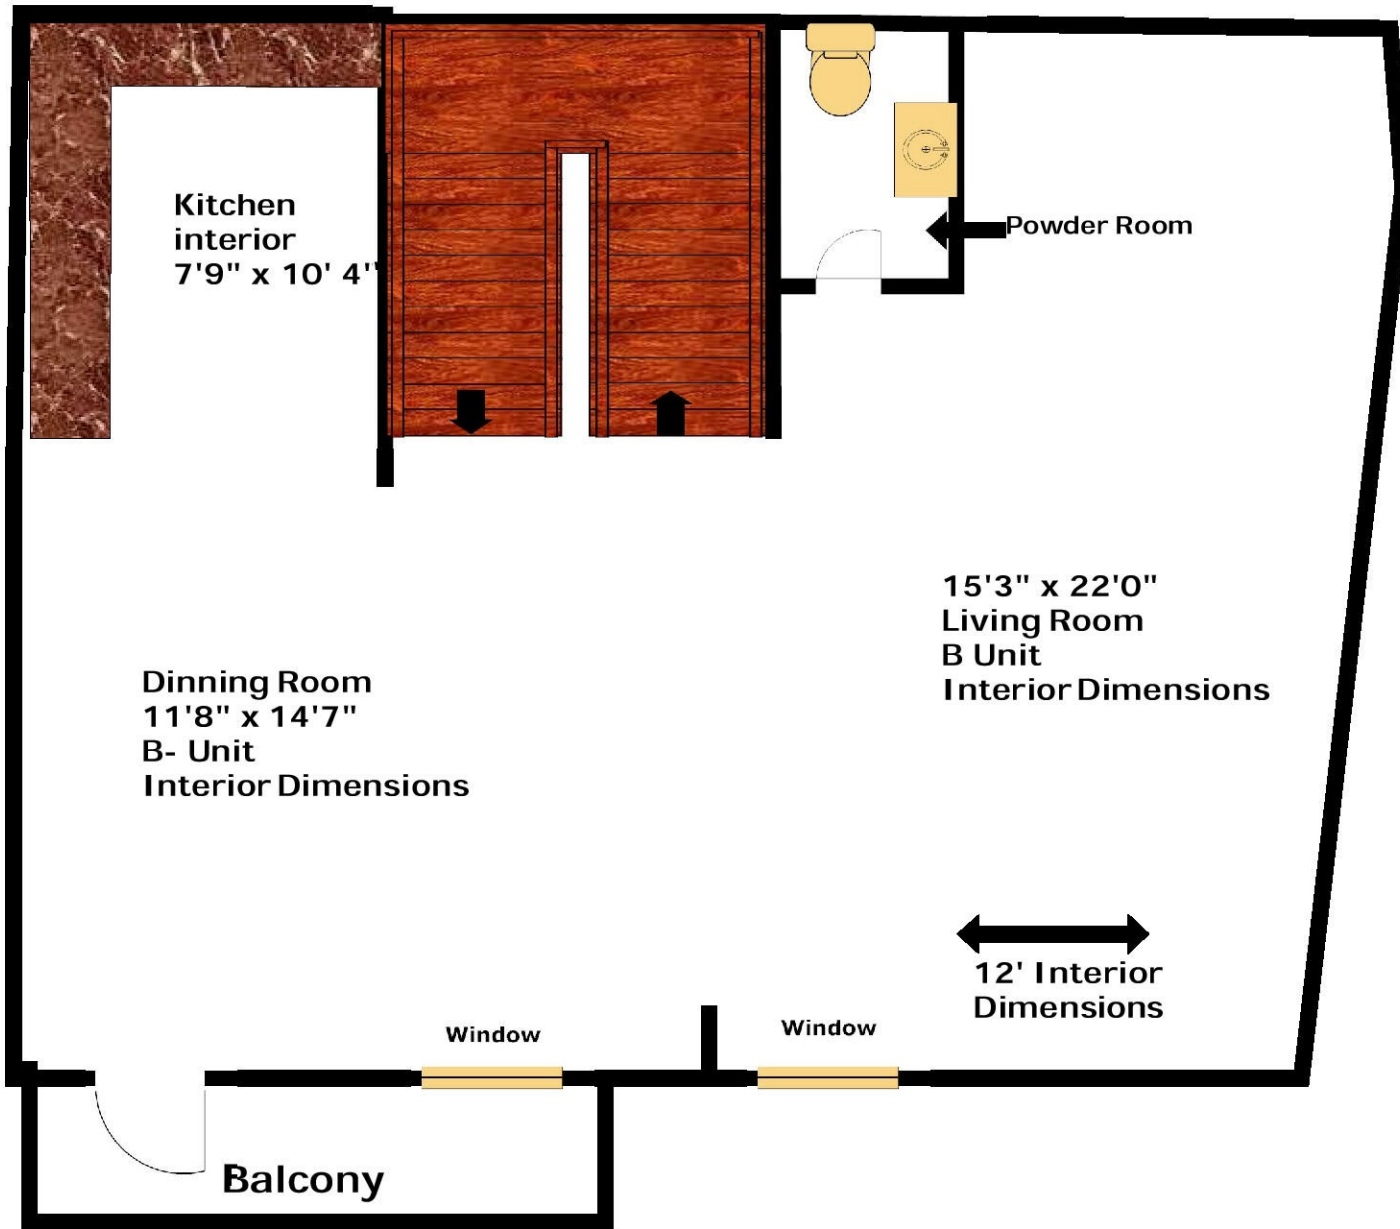 Kitchen
interior
7'9" x 10' 4"
Powder Room
15'3" x 22'0"
Living Room
B Unit
Interior Dimensions
Dinning Room
11'8" x 14'7"
B- Unit
Interior Dimensions
12' Interior
Dimensions
Window
Window
Balcony